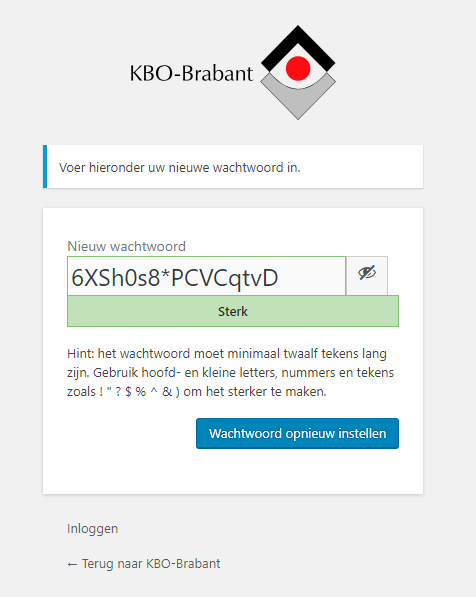 KBO-Brabant
Voer hieronder uw nieuwe wachtwoord in.
Nieuw wachtwoord
6XSh0s8*PCVCqtvD
Sterk
Hint: het wachtwoord moet minimaal twaalf tekens lang
zijn. Gebruik hoofd- en kleine letters, nummers en tekens
zoals ! " ? $ % ^ & ) om het sterker te maken.
Wachtwoord opnieuw instellen
Inloggen
← Terug naar KBO-Brabant